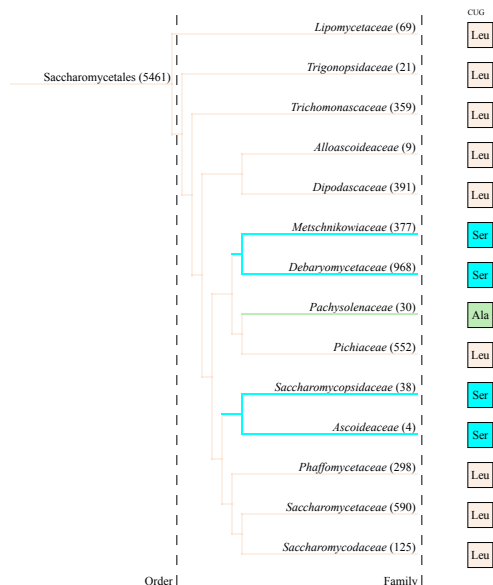 CUG
Lipomycetaceae (69) Leu
Saccharomycetales (5461) Trigonopsidaceae (21) Leu
Trichomonascaceae (359) Leu
Alloascoideaceae (9) Leu
Dipodascaceae (391) Leu
Metschnikowiaceae (377) Ser
Debaryomycetaceae (968) Ser
Pachysolenaceae (30) Ala
Pichiaceae (552) Leu
Saccharomycopsidaceae (38) Ser
Ascoideaceae (4) Ser
Phaffomycetaceae (298) Leu
Saccharomycetaceae (590) Leu
Saccharomycodaceae (125) Leu
Order Family